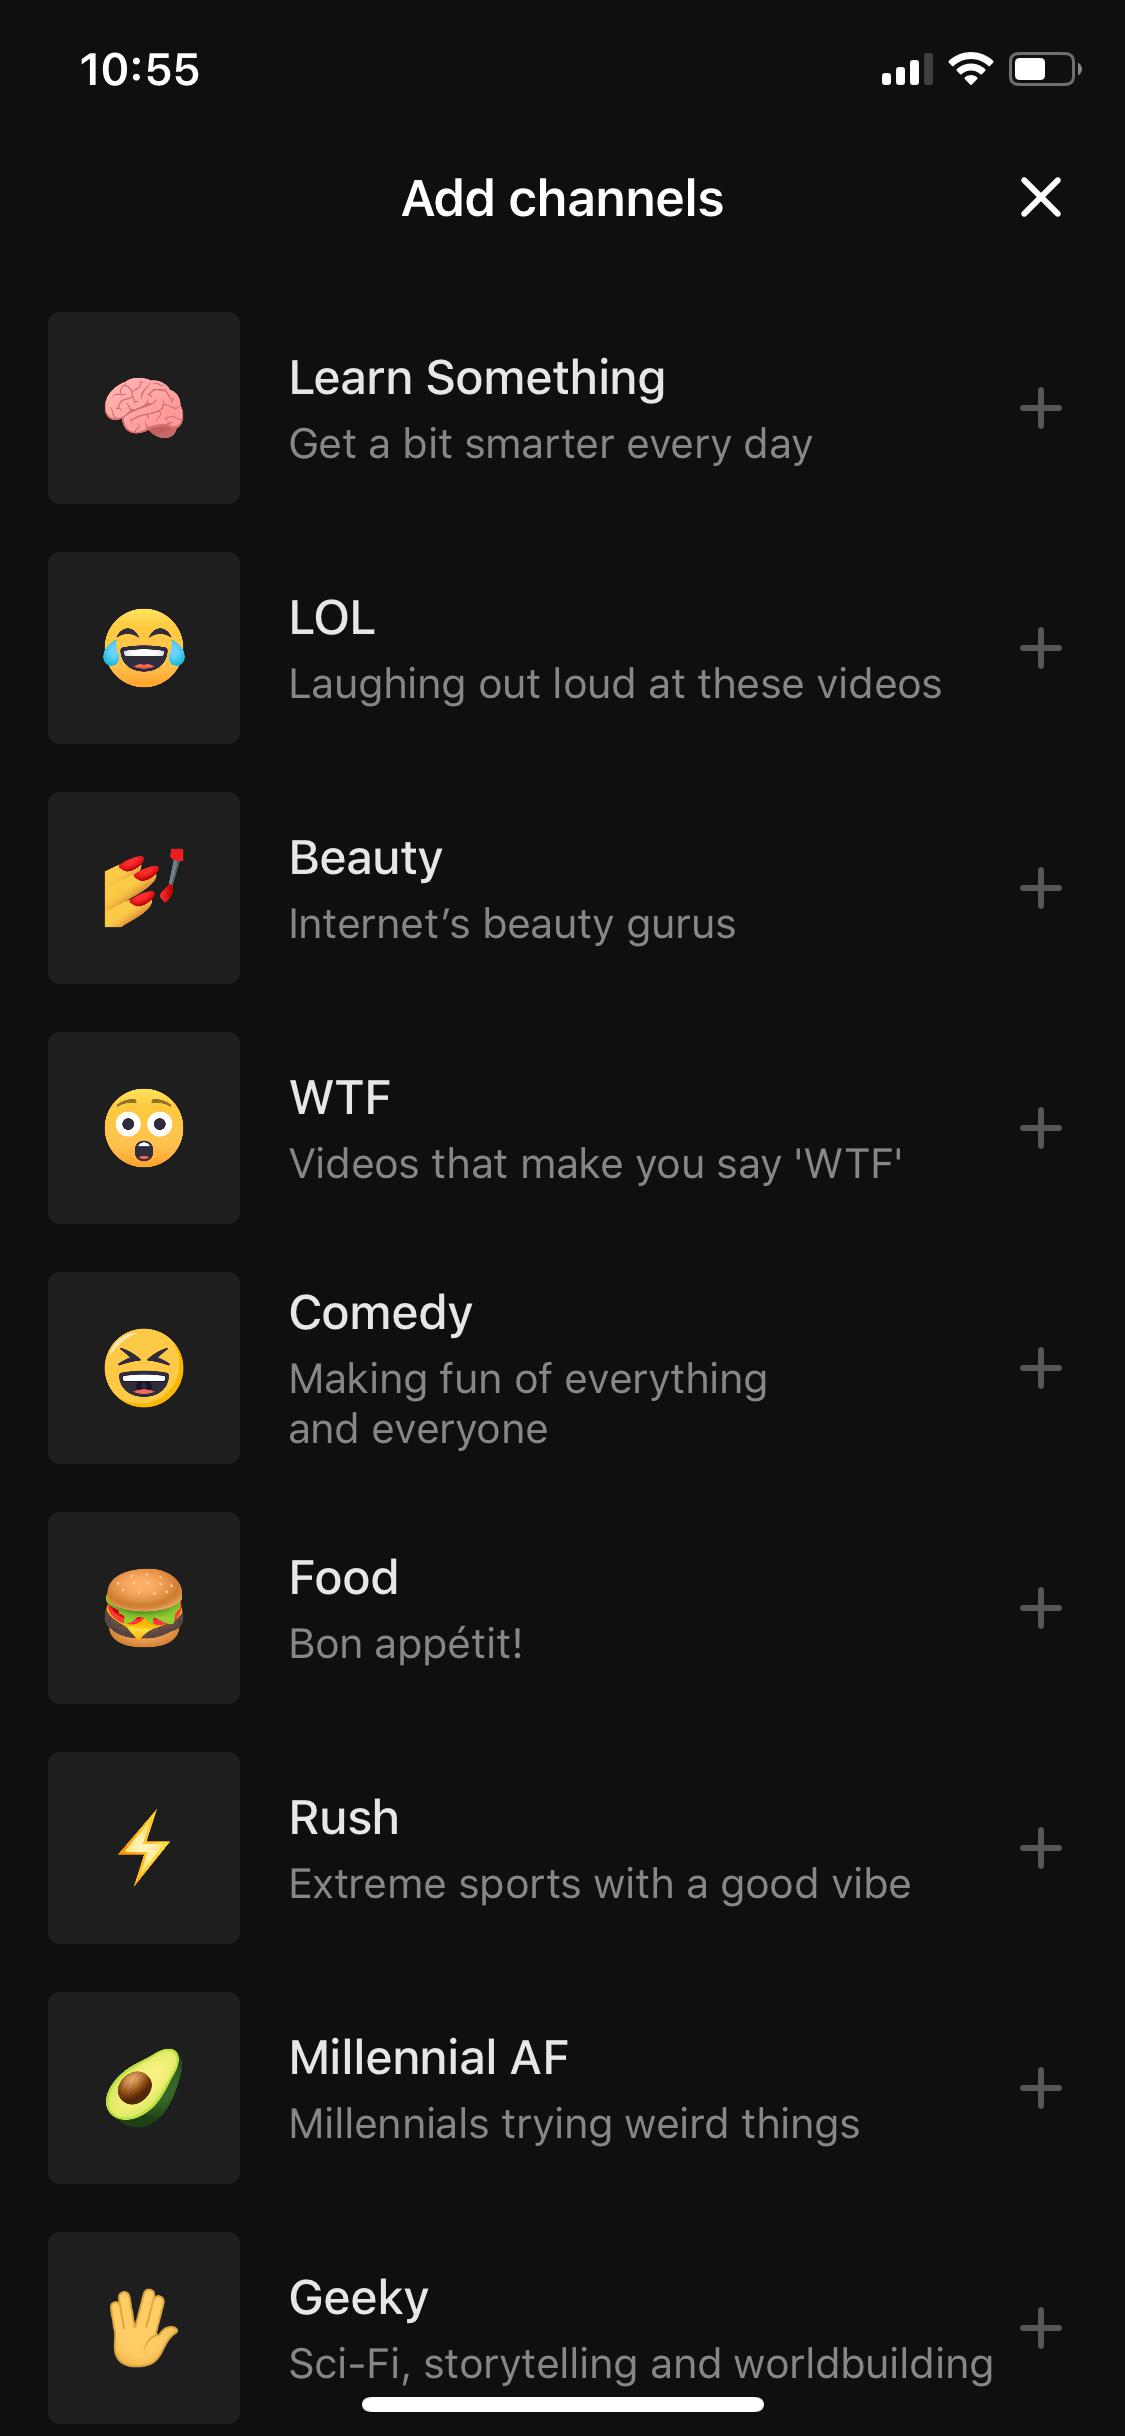 10:55
Add channels
Learn Something
Get a bit smarter every day
LOL
Laughing out loud at these videos
Beauty
Internet’s beauty gurus
WTF
Videos that make you say 'WTF'
Comedy
Making fun of everything
and everyone
Food
Bon appétit!
Rush
Extreme sports with a good vibe
Millennial AF
Millennials trying weird things
Geeky
Sci-Fi, storytelling and worldbuilding